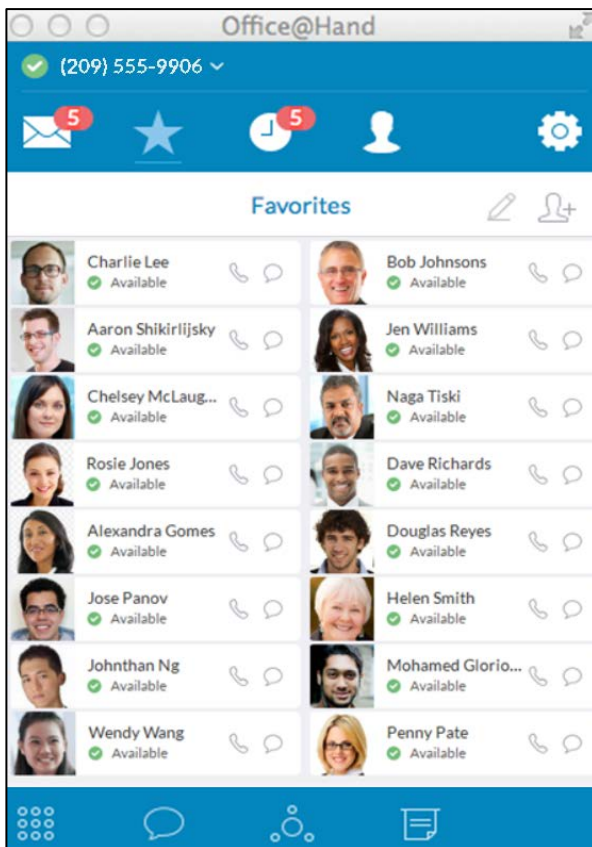 Office@Hand
(209) 555-9906
5
5
Favorites
Charlie Lee
Available
Bob Johnsons
Available
Aaron Shikirlijsky
Available
Jen Williams
Available
Chelsey McLaug...
Available
Naga Tiski
Available
Rosie Jones
Available
Dave Richards
Available
Alexandra Gomes
Available
Douglas Reyes
Available
Jose Panov
Available
Helen Smith
Available
Johnthan Ng
Available
Mohamed Glorio...
Available
Wendy Wang
Available
Penny Pate
Available